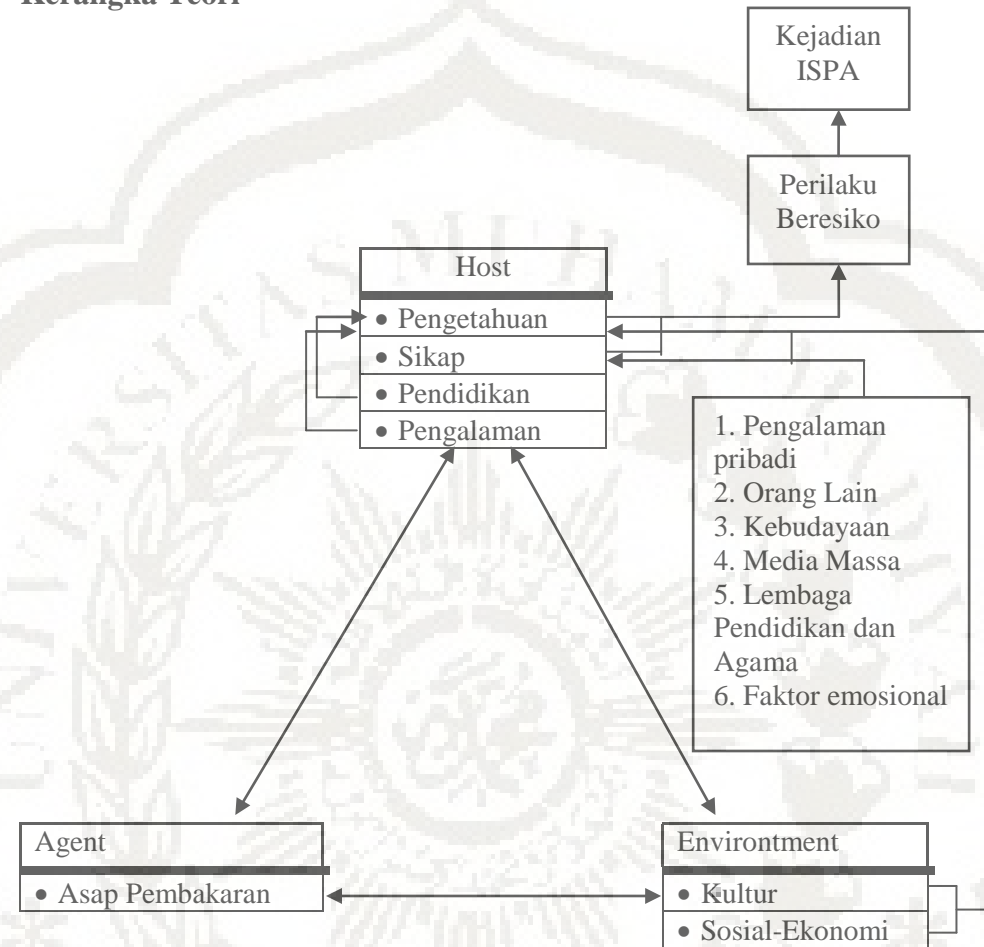 Kerangka Teori
Kejadian
ISPA
Perilaku
Beresiko
Host
• Pengetahuan
• Sikap
• Pendidikan
• Pengalaman
1. Pengalaman
pribadi
2. Orang Lain
3. Kebudayaan
4. Media Massa
5. Lembaga
Pendidikan dan
Agama
6. Faktor emosional
Agent
• Asap Pembakaran
Environtment
• Kultur
• Sosial-Ekonomi